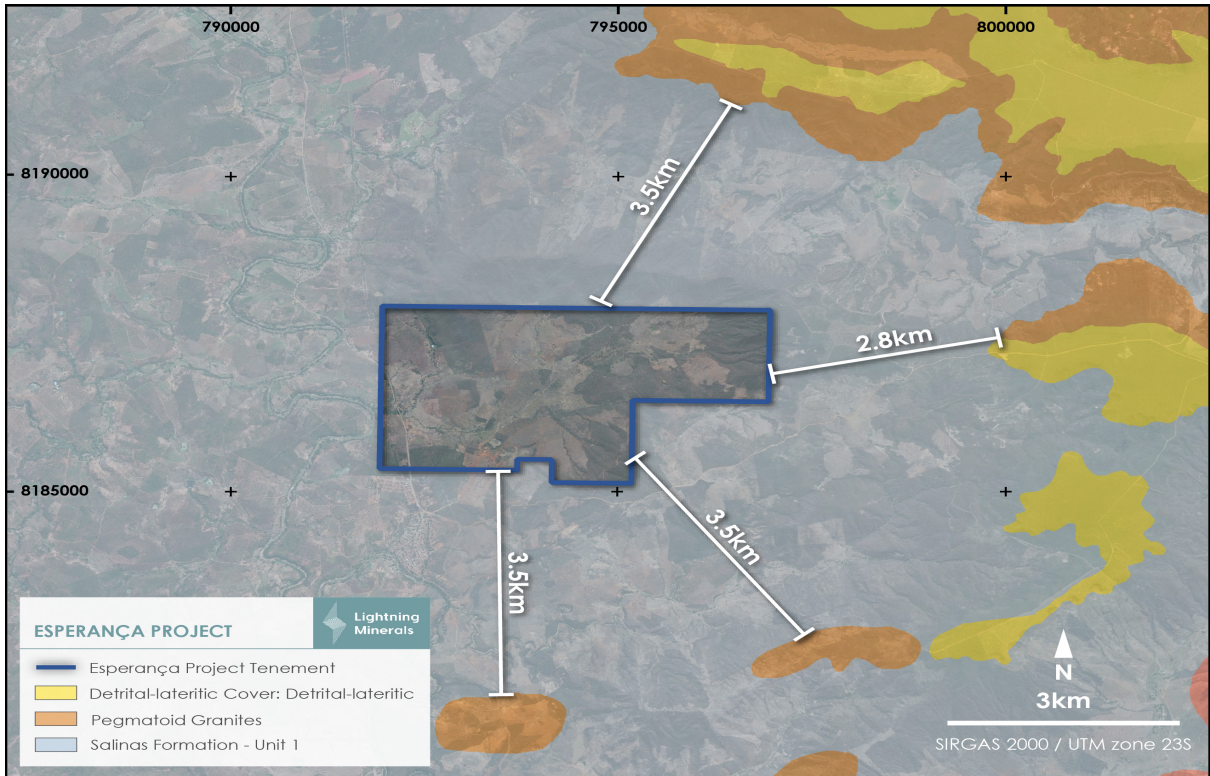 790000
795000
800000
8190000
3.5km
2.8km
8185000
3.5km
3.5km
ESPERANÇA PROJECT
Lightning
Minerals
Esperança Project Tenement
Detrital-lateritic Cover: Detrital-lateritic
Pegmatoid Granites
Salinas Formation - Unit 1
N
3km
SIRGAS 2000 / UTM zone 23S